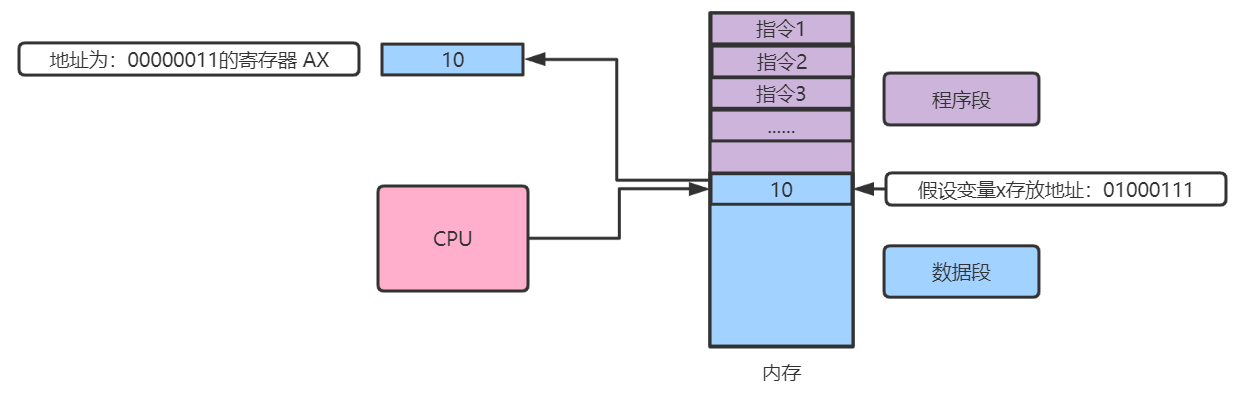 指令1
地址为：00000011的寄存器 AX
10
指令2
指令3
程序段
......
10
假设变量x存放地址：01000111
CPU
数据段
内存